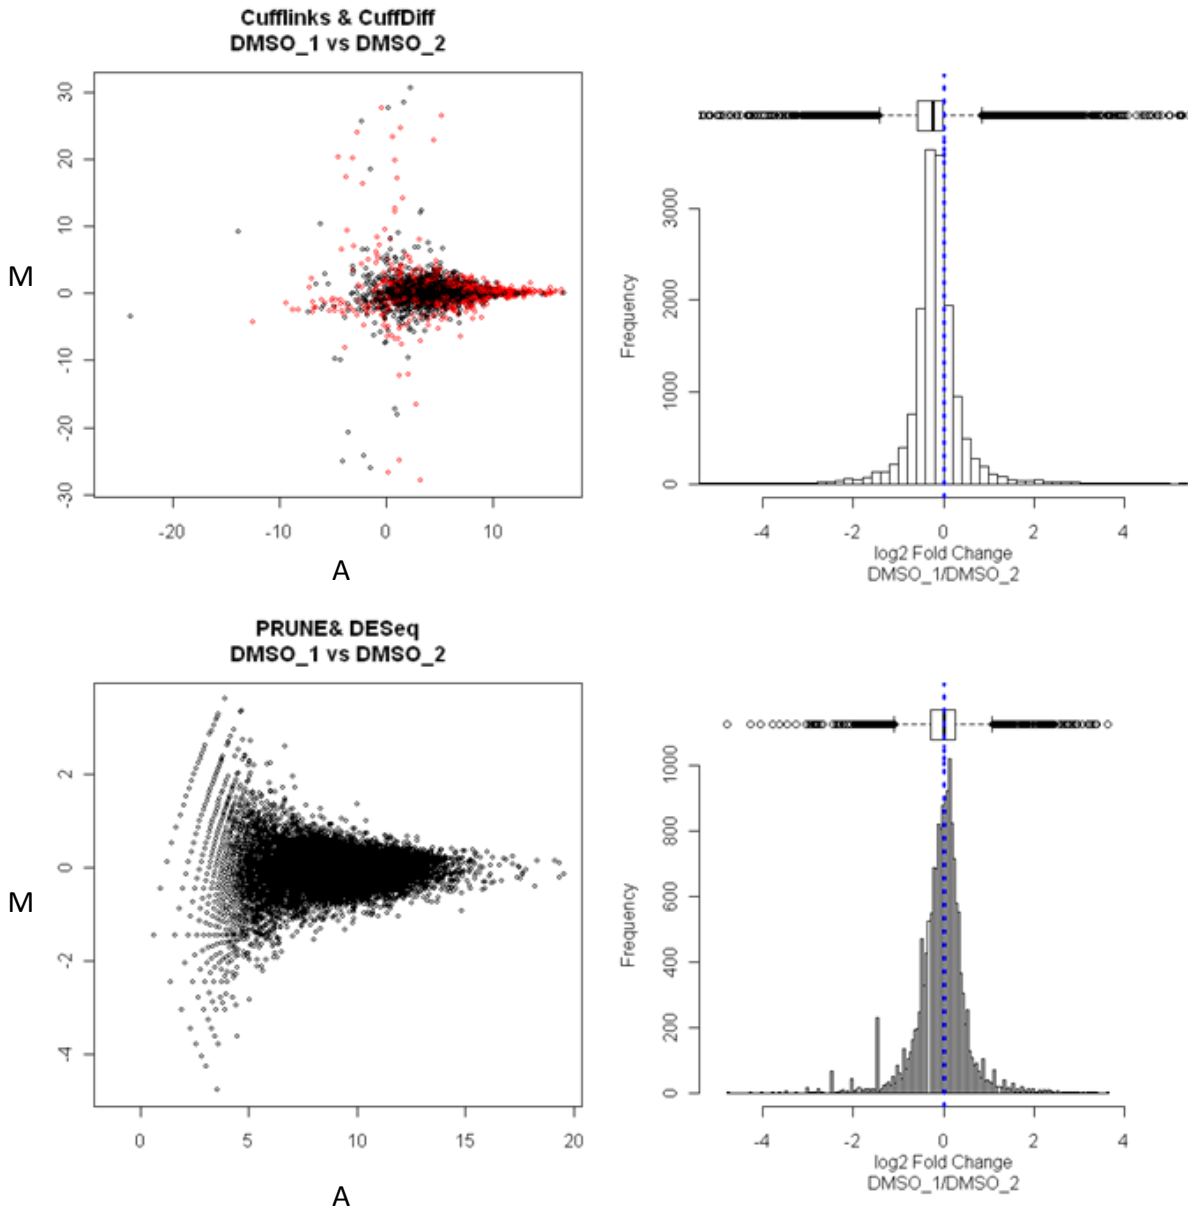 Cufflinks & CuffDiff
DMSO_1 vs DMSO_2
M
30
20
10
0
-10
-20
-30
-20
-10
0
10
A
Frequency
3000
2000
1000
0
-4
-2
0
2
4
log2 Fold Change
DMSO_1/DMSO_2
PRUNE& DESeq
DMSO_1 vs DMSO_2
M
2
0
-2
-4
0
5
10
15
20
A
Frequency
1000
800
600
400
200
0
-4
-2
0
2
4
log2 Fold Change
DMSO_1/DMSO_2